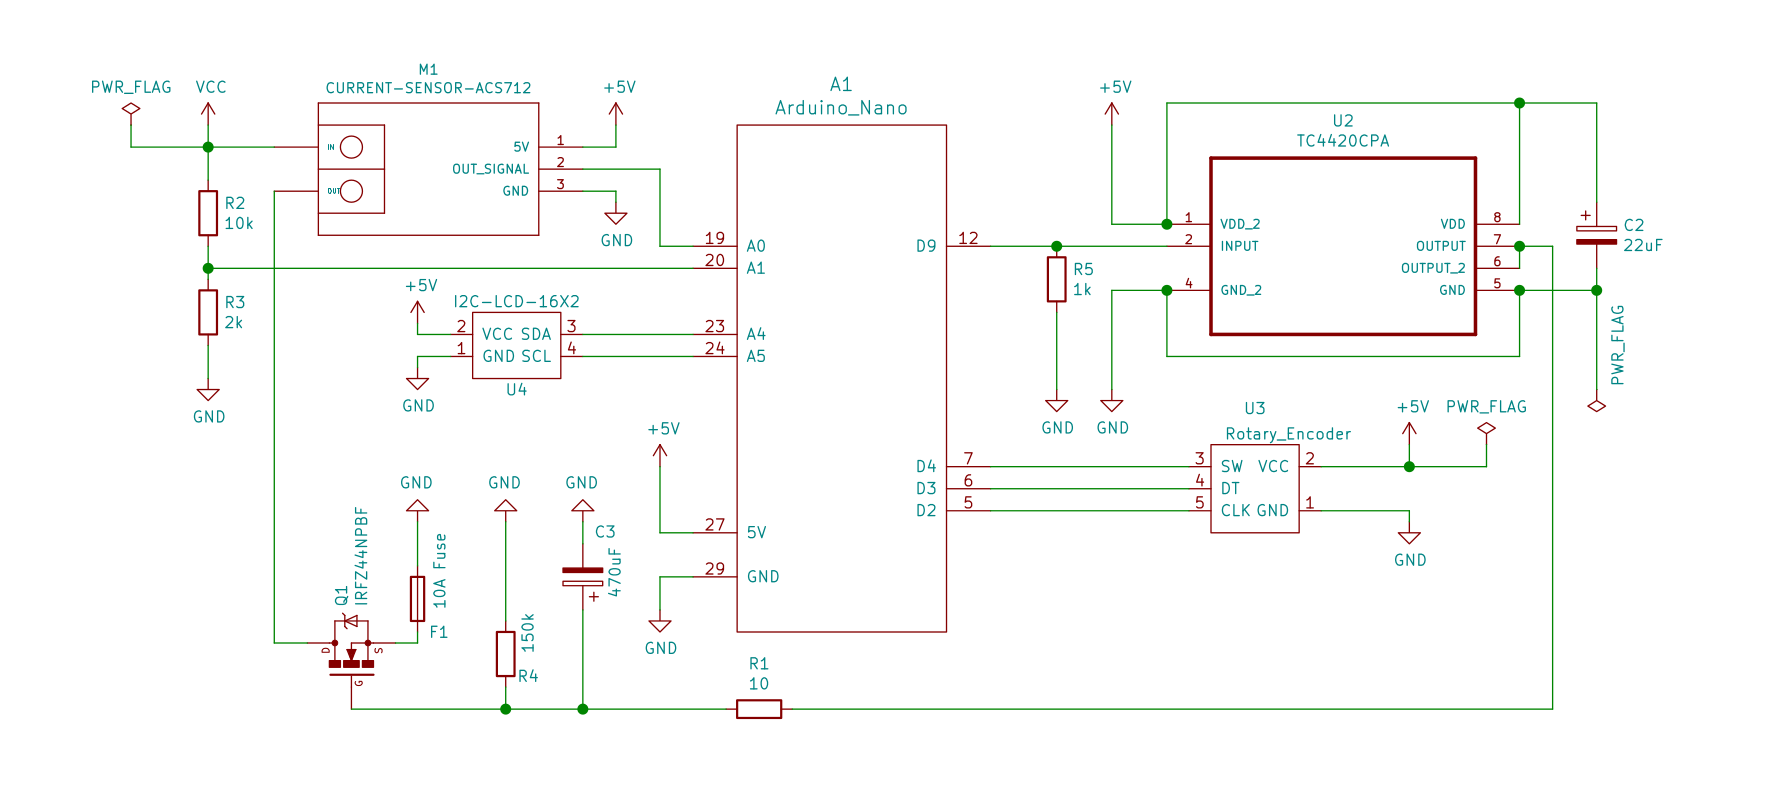 PWR_FLAG
VCC
M1
CURRENT-SENSOR-ACS712
IN
OUT
5V
1
OUT_SIGNAL
2
GND
3
+5V
GND
R2
10k
R3
2k
GND
+5V
I2C-LCD-16X2
2
VCC SDA
3
1
GND SCL
4
U4
GND
A1
Arduino_Nano
19
A0
20
A1
23
A4
24
A5
27
5V
29
GND
D9
12
D4
7
D3
6
D2
5
+5V
GND
+5V
U2
TC4420CPA
1
VDD_2
2
INPUT
4
GND_2
VDD
8
OUTPUT
7
OUTPUT_2
6
GND
5
+
C2
22uF
PWR_FLAG
R5
1k
GND
GND
U3
Rotary_Encoder
3
SW
VCC
2
4
DT
5
CLK GND
1
+5V
PWR_FLAG
GND
GND
GND
GND
Q1
IRFZ44NPBF
D
S
G
10A Fuse
F1
150k
R4
C3
470uF
+
R1
10